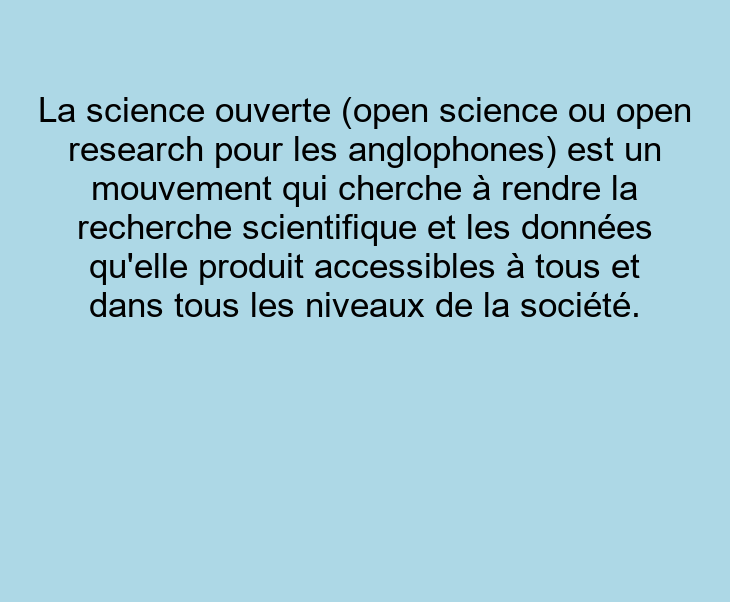 La science ouverte (open science ou open
research pour les anglophones) est un
mouvement qui cherche à rendre la
recherche scientifique et les données
qu'elle produit accessibles à tous et
dans tous les niveaux de la société.